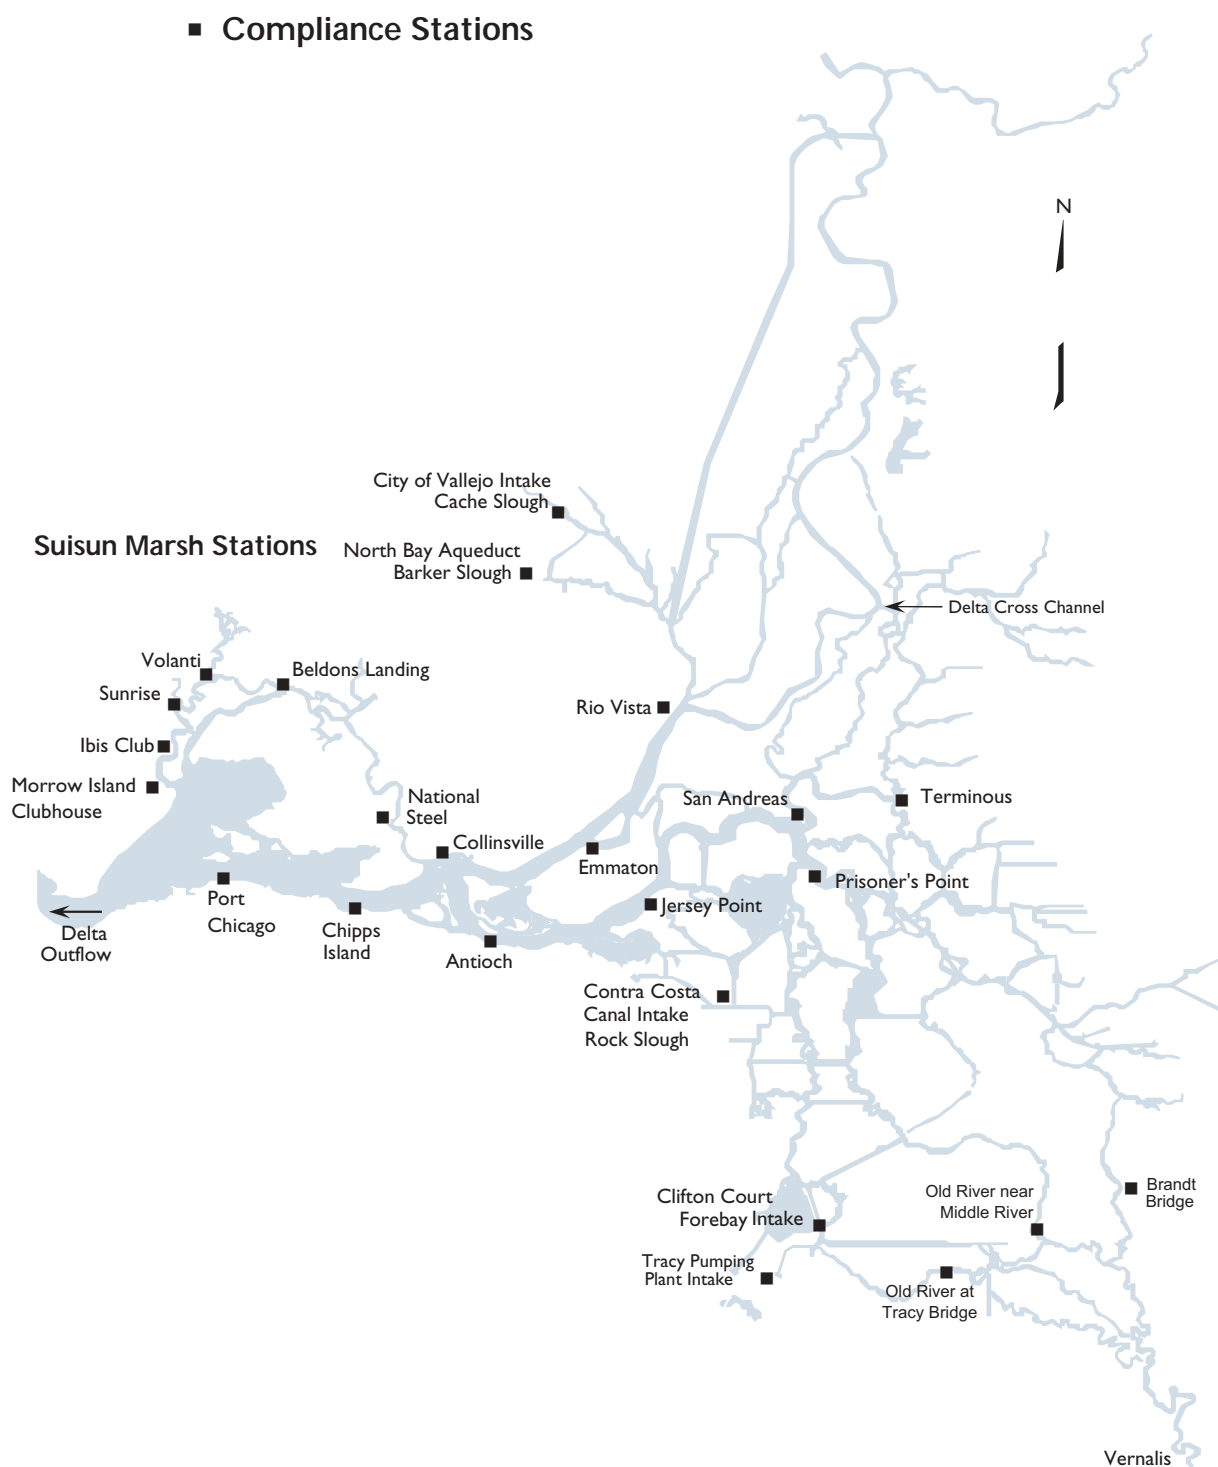 ■ Compliance Stations
N
City of Vallejo Intake
Cache Slough
Suisun Marsh Stations
North Bay Aqueduct
Barker Slough
Delta Cross Channel
Volanti
Beldons Landing
Sunrise
Rio Vista
Ibis Club
Morrow Island
Clubhouse
National
Steel
San Andreas
Terminous
Collinsville
Emmaton
Prisoner's Point
Port
Chicago
Jersey Point
Delta
Outflow
Chipps
Island
Antioch
Contra Costa
Canal Intake
Rock Slough
Clifton Court
Forebay Intake
Old River near
Middle River
Brandt
Bridge
Tracy Pumping
Plant Intake
Old River at
Tracy Bridge
Vernalis